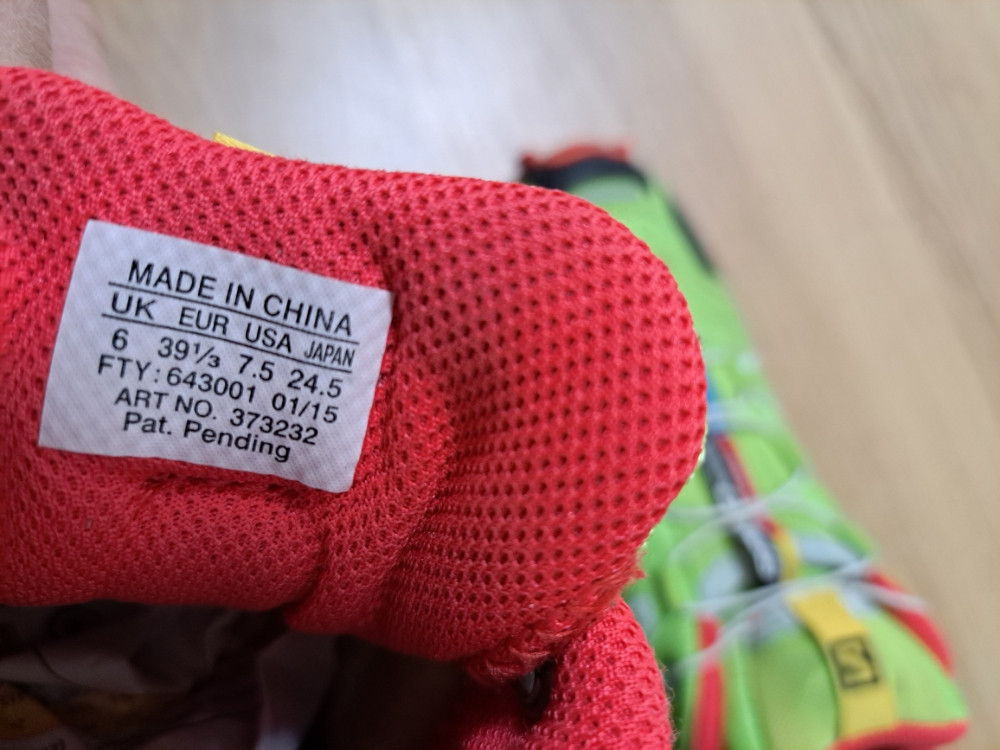 MADE IN CHINA
UK EUR USA JAPAN
6 39⅓ 7.5 24.5
FTY: 643001 01/15
ART NO. 373232
Pat. Pending
S